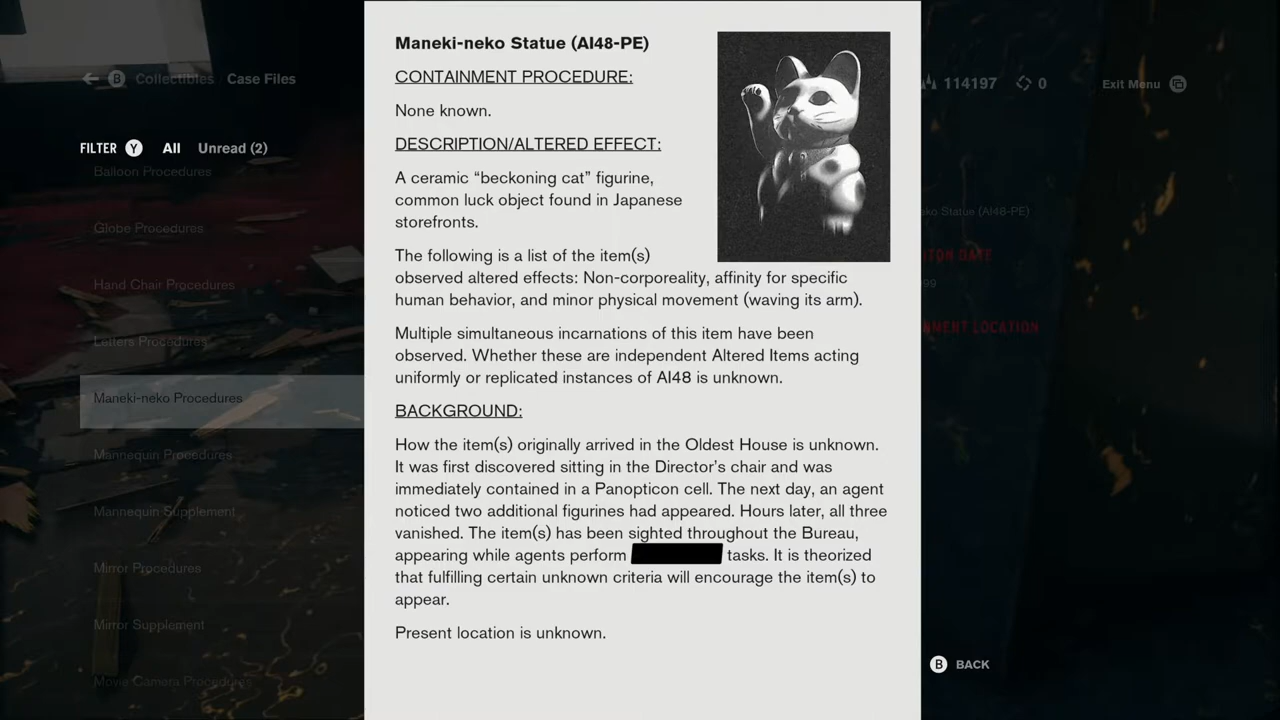 Maneki-neko Statue (AI48-PE)
CONTAINMENT PROCEDURE:
None known.
DESCRIPTION/ALTERED EFFECT:
A ceramic “beckoning cat” figurine,
common luck object found in Japanese
storefronts.
The following is a list of the item(s)
observed altered effects: Non-corporeality, affinity for specific
human behavior, and minor physical movement (waving its arm).
Multiple simultaneous incarnations of this item have been
observed. Whether these are independent Altered Items acting
uniformly or replicated instances of AI48 is unknown.
BACKGROUND:
How the item(s) originally arrived in the Oldest House is unknown.
It was first discovered sitting in the Director’s chair and was
immediately contained in a Panopticon cell. The next day, an agent
noticed two additional figurines had appeared. Hours later, all three
vanished. The item(s) has been sighted throughout the Bureau,
appearing while agents perform tasks. It is theorized
that fulfilling certain unknown criteria will encourage the item(s) to
appear.
Present location is unknown.
B Collectibles Case Files
FILTER Y All Unread (2)
Balloon Procedures
Globe Procedures
Hand Chair Procedures
Letters Procedures
Maneki-neko Procedures
Mannequin Procedures
Mannequin Supplement
Mirror Procedures
Mirror Supplement
Movie Camera Procedures
114197 0 Exit Menu
ko Statue (AI48-PE)
TION DATE
99
NMENT LOCATION
B BACK